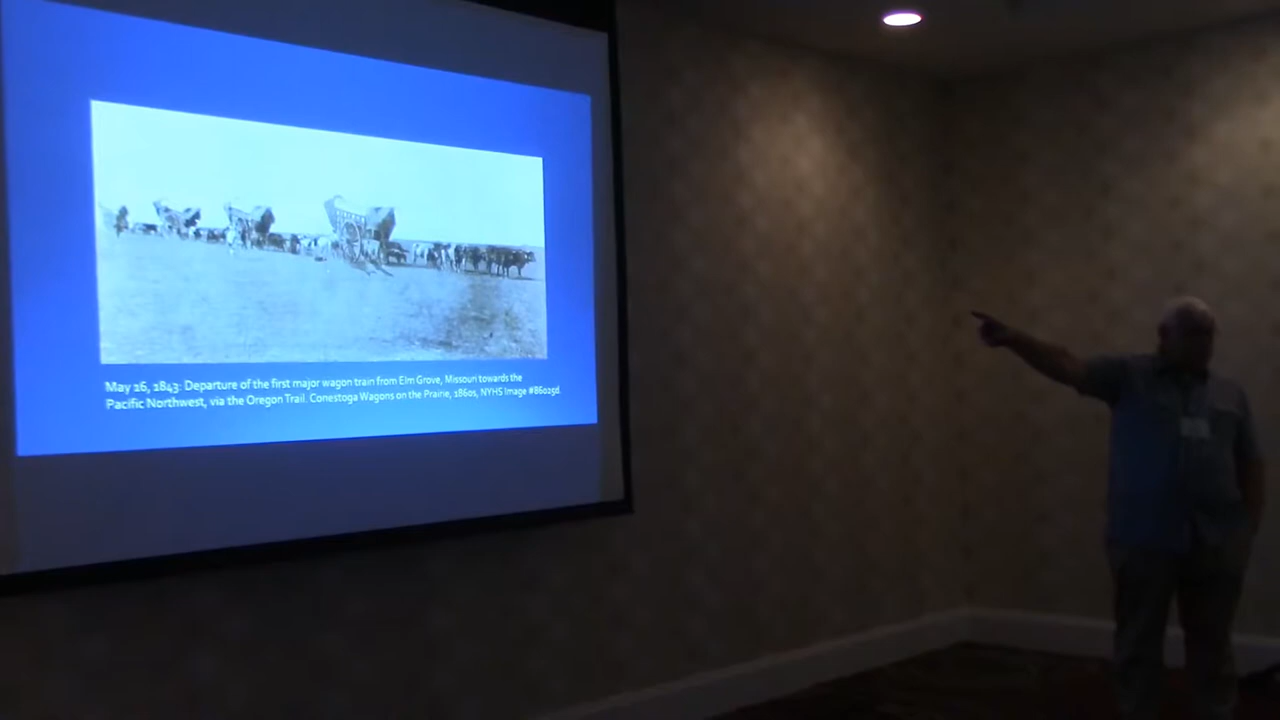 May 16, 1843: Departure of the first major wagon train from Elm Grove, Missouri towards the
Pacific Northwest, via the Oregon Trail. Conestoga Wagons on the Prairie, 1860s, NYHS Image #86025d.